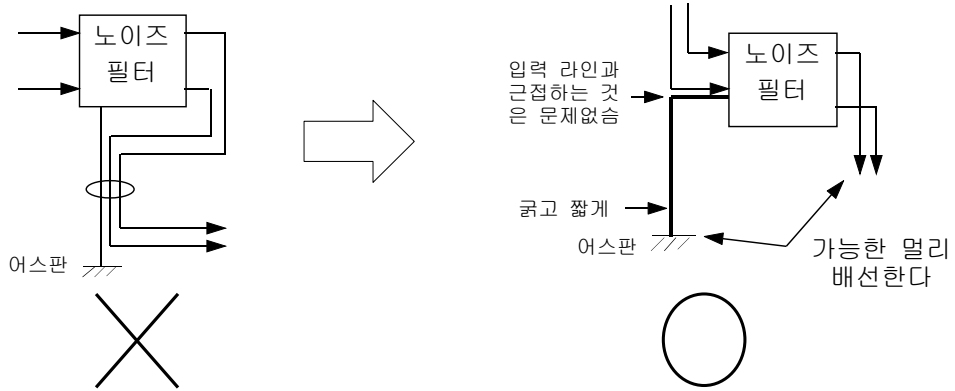 노이즈
필터
어스판
입력 라인과
근접하는 것
은 문제없슴
굵고 짧게
어스판
노이즈
필터
가능한 멀리
배선한다